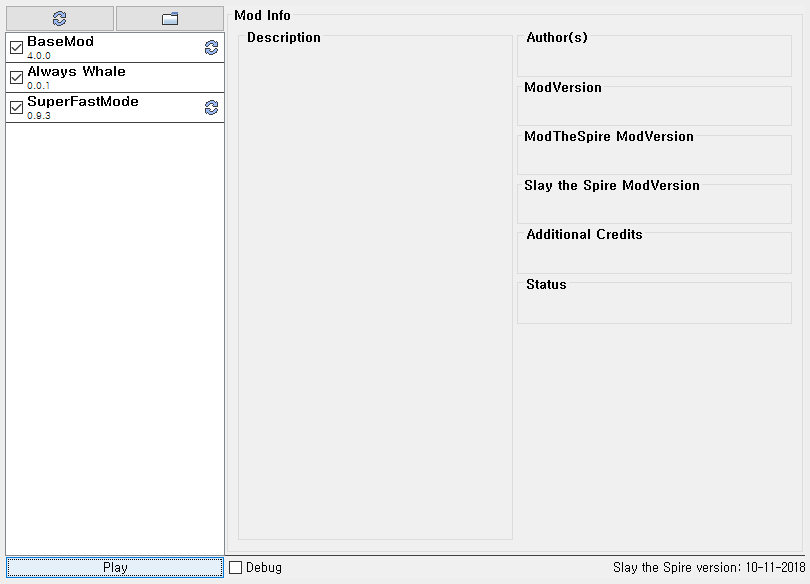 Mod Info
BaseMod
4.0.0
Always Whale
0.0.1
SuperFastMode
0.9.3
Description
Author(s)
ModVersion
ModTheSpire ModVersion
Slay the Spire ModVersion
Additional Credits
Status
Play
Debug
Slay the Spire version: 10-11-2018